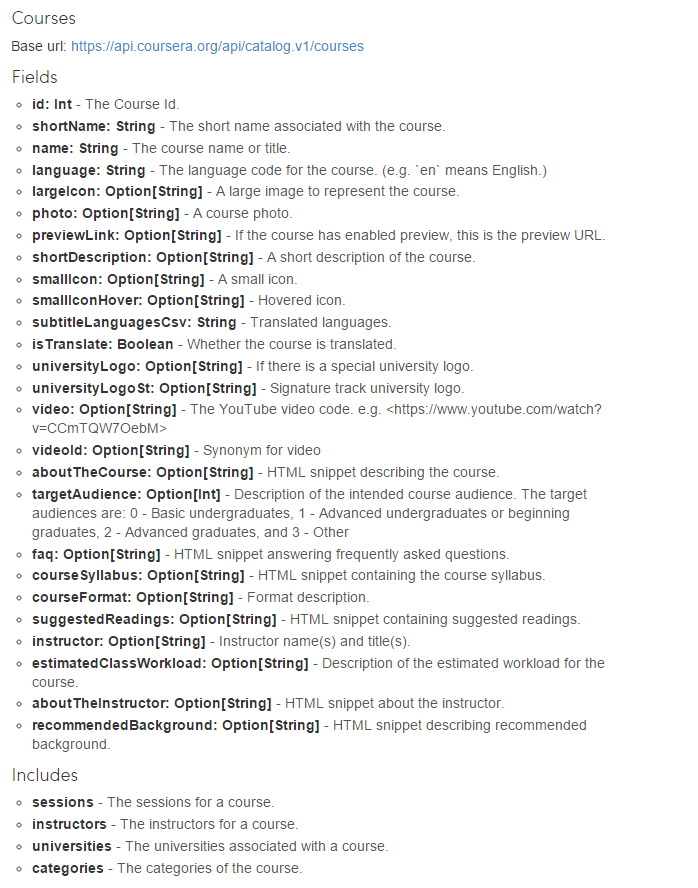 Courses
Base url: https://api.coursera.org/api/catalog.v1/courses
Fields
id: Int - The Course Id.
shortName: String - The short name associated with the course.
name: String - The course name or title.
language: String - The language code for the course. (e.g. `en` means English.)
largeIcon: Option[String] - A large image to represent the course.
photo: Option[String] - A course photo.
previewLink: Option[String] - If the course has enabled preview, this is the preview URL.
shortDescription: Option[String] - A short description of the course.
smallIcon: Option[String] - A small icon.
smallIconHover: Option[String] - Hovered icon.
subtitleLanguagesCsv: String - Translated languages.
isTranslate: Boolean - Whether the course is translated.
universityLogo: Option[String] - If there is a special university logo.
universityLogoSt: Option[String] - Signature track university logo.
video: Option[String] - The YouTube video code. e.g. <https://www.youtube.com/watch?
v=CCmTQW7OebM>
videoId: Option[String] - Synonym for video
aboutTheCourse: Option[String] - HTML snippet describing the course.
targetAudience: Option[Int] - Description of the intended course audience. The target
audiences are: 0 - Basic undergraduates, 1 - Advanced undergraduates or beginning
graduates, 2 - Advanced graduates, and 3 - Other
faq: Option[String] - HTML snippet answering frequently asked questions.
courseSyllabus: Option[String] - HTML snippet containing the course syllabus.
courseFormat: Option[String] - Format description.
suggestedReadings: Option[String] - HTML snippet containing suggested readings.
instructor: Option[String] - Instructor name(s) and title(s).
estimatedClassWorkload: Option[String] - Description of the estimated workload for the
course.
aboutTheInstructor: Option[String] - HTML snippet about the instructor.
recommendedBackground: Option[String] - HTML snippet describing recommended
background.
Includes
sessions - The sessions for a course.
instructors - The instructors for a course.
universities - The universities associated with a course.
categories - The categories of the course.